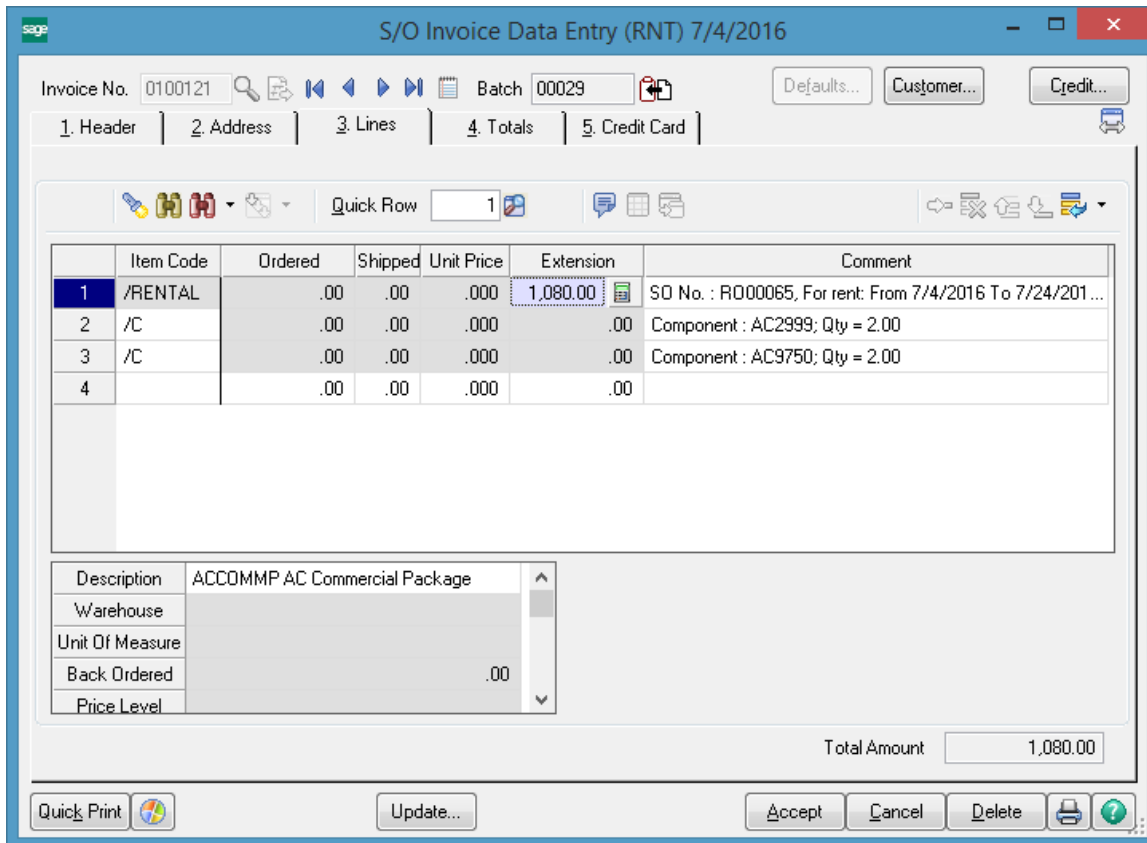 sage S/O Invoice Data Entry (RNT) 7/4/2016
Invoice No. 0100121 Batch 00029 Defaults... Customer... Credit...
1. Header 2. Address 3. Lines 4. Totals 5. Credit Card
Quick Row 1
Item Code Ordered Shipped Unit Price Extension Comment
1 /RENTAL .00 .00 .000 1,080.00 SO No. : RO00065, For rent: From 7/4/2016 To 7/24/201...
2 /C .00 .00 .000 .00 Component : AC2999; Qty = 2.00
3 /C .00 .00 .000 .00 Component : AC9750; Qty = 2.00
4 .00 .00 .000 .00
Description ACCOMMP AC Commercial Package
Warehouse
Unit Of Measure
Back Ordered .00
Price Level
Total Amount 1,080.00
Quick Print Update... Accept Cancel Delete